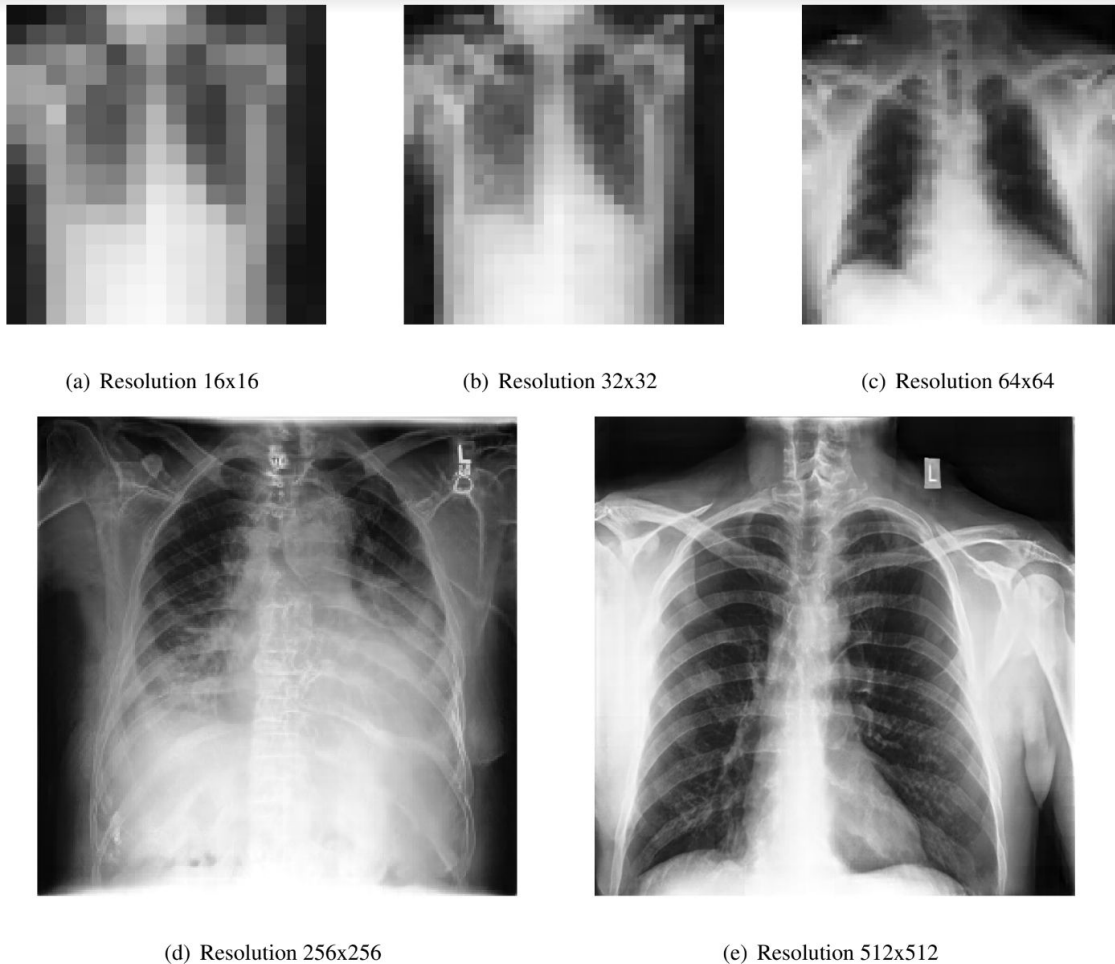 (a) Resolution 16x16
(b) Resolution 32x32
(c) Resolution 64x64
L
L
(d) Resolution 256x256
(e) Resolution 512x512